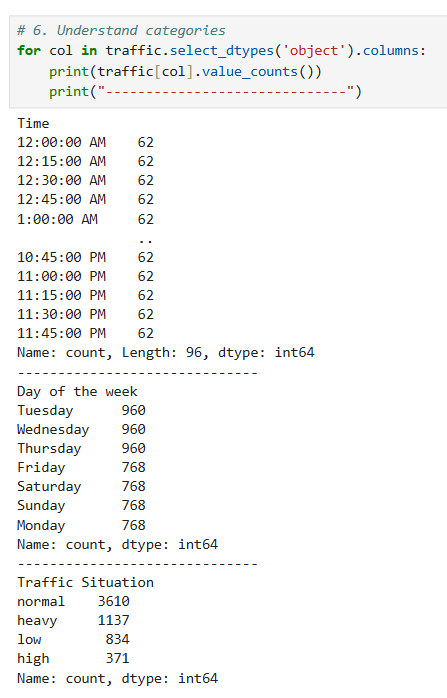 # 6. Understand categories
for col in traffic.select_dtypes('object').columns:
    print(traffic[col].value_counts())
    print("------------------------------")
Time
12:00:00 AM    62
12:15:00 AM    62
12:30:00 AM    62
12:45:00 AM    62
1:00:00 AM     62
               ..
10:45:00 PM    62
11:00:00 PM    62
11:15:00 PM    62
11:30:00 PM    62
11:45:00 PM    62
Name: count, Length: 96, dtype: int64
------------------------------
Day of the week
Tuesday      960
Wednesday    960
Thursday     960
Friday       768
Saturday     768
Sunday       768
Monday       768
Name: count, dtype: int64
------------------------------
Traffic Situation
normal    3610
heavy     1137
low        834
high       371
Name: count, dtype: int64